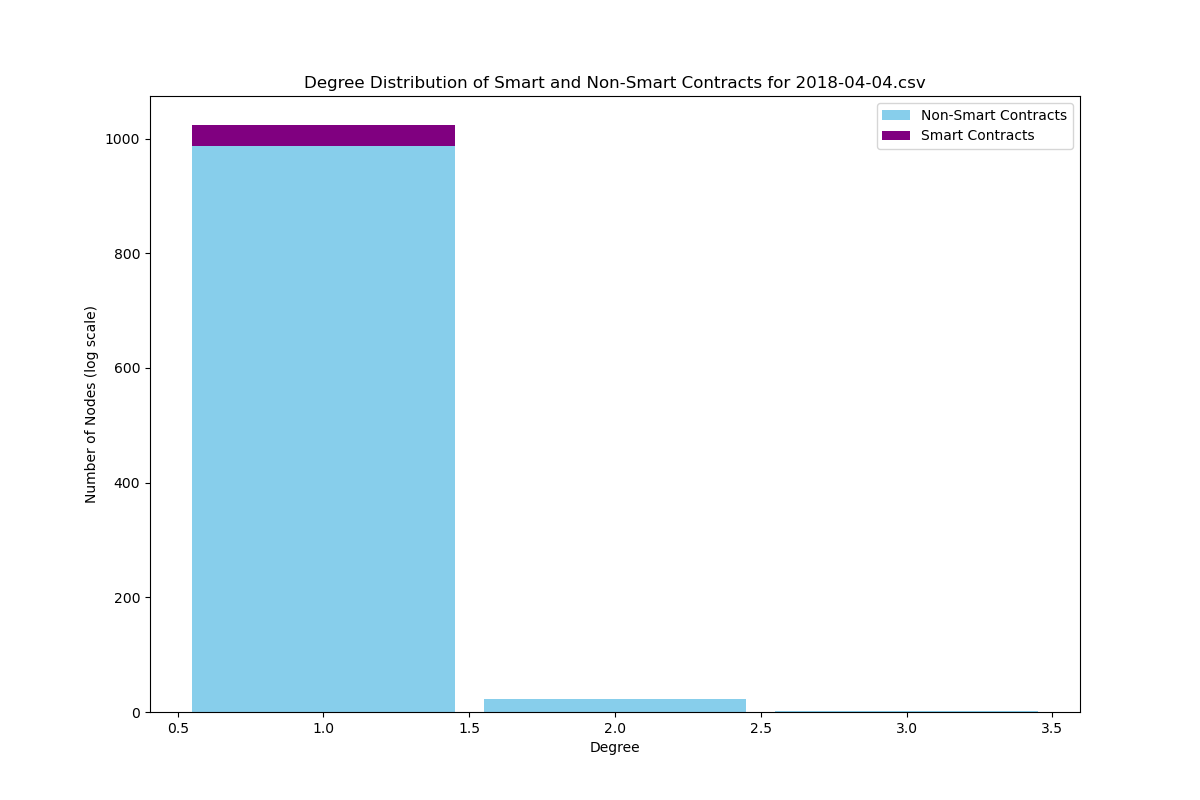 Degree Distribution of Smart and Non-Smart Contracts for 2018-04-04.csv
Non-Smart Contracts
Smart Contracts
1000
800
600
400
200
0
Number of Nodes (log scale)
0.5 1.0 1.5 2.0 2.5 3.0 3.5
Degree